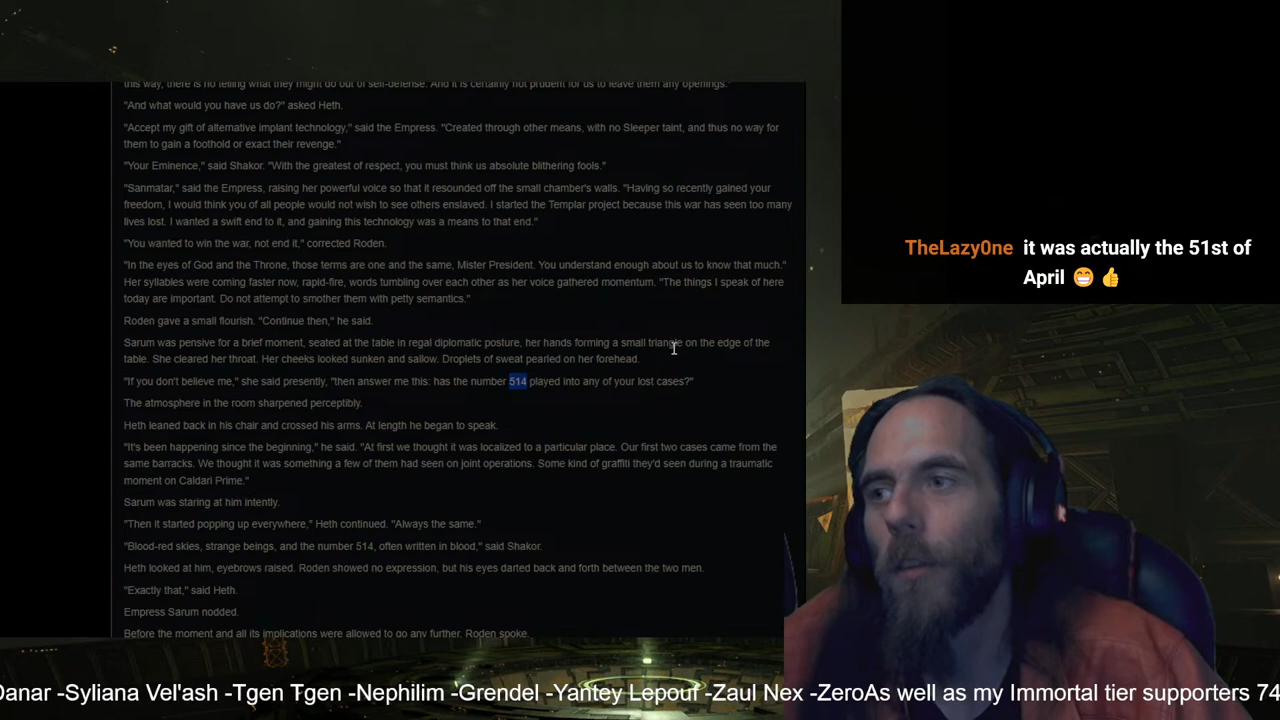 this way, there is no telling what they might do out of self-defense. And it is certainly not prudent for us to leave them any openings."
"And what would you have us do?" asked Heth.
"Accept my gift of alternative implant technology," said the Empress. "Created through other means, with no Sleeper taint, and thus no way for
them to gain a foothold or exact their revenge."
"Your Eminence," said Shakor. "With the greatest of respect, you must think us absolute blithering fools."
"Sanmatar," said the Empress, raising her powerful voice so that it resounded off the small chamber's walls. "Having so recently gained your
freedom, I would think you of all people would not wish to see others enslaved. I started the Templar project because this war has seen too many
lives lost. I wanted a swift end to it, and gaining this technology was a means to that end."
"You wanted to win the war, not end it," corrected Roden.
"In the eyes of God and the Throne, those terms are one and the same, Mister President. You understand enough about us to know that much."
Her syllables were coming faster now, rapid-fire, words tumbling over each other as her voice gathered momentum. "The things I speak of here
today are important. Do not attempt to smother them with petty semantics."
Roden gave a small flourish. "Continue then," he said.
Sarum was pensive for a brief moment, seated at the table in regal diplomatic posture, her hands forming a small triangle on the edge of the
table. She cleared her throat. Her cheeks looked sunken and sallow. Droplets of sweat pearled on her forehead.
"If you don't believe me," she said presently, "then answer me this: has the number 514 played into any of your lost cases?"
The atmosphere in the room sharpened perceptibly.
Heth leaned back in his chair and crossed his arms. At length he began to speak.
"It's been happening since the beginning," he said. "At first we thought it was localized to a particular place. Our first two cases came from the
same barracks. We thought it was something a few of them had seen on joint operations. Some kind of graffiti they'd seen during a traumatic
moment on Caldari Prime."
Sarum was staring at him intently.
"Then it started popping up everywhere," Heth continued. "Always the same."
"Blood-red skies, strange beings, and the number 514, often written in blood," said Shakor.
Heth looked at him, eyebrows raised. Roden showed no expression, but his eyes darted back and forth between the two men.
"Exactly that," said Heth.
Empress Sarum nodded.
Before the moment and all its implications were allowed to go any further, Roden spoke.
TheLazy0ne it was actually the 51st of
April 😁 👍
Danar -Syliana Vel'ash -Tgen Tgen -Nephilim -Grendel -Yantey Lepouf -Zaul Nex -ZeroAs well as my Immortal tier supporters 74